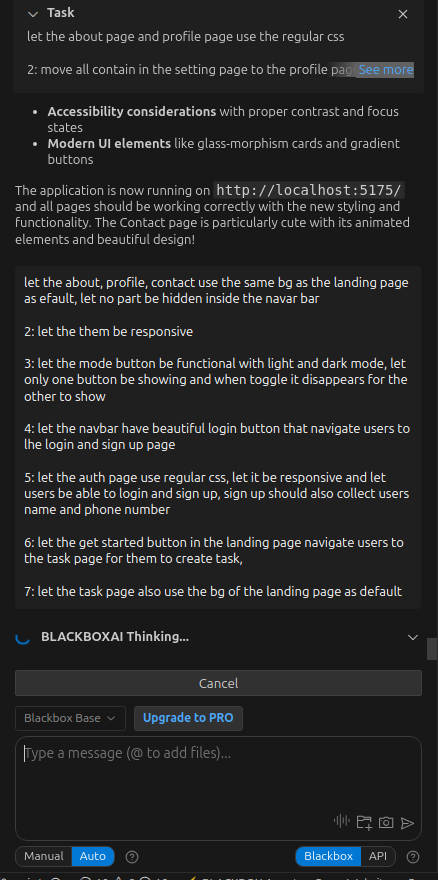 Task
let the about page and profile page use the regular css
2: move all contain in the setting page to the profile pag See more
Accessibility considerations with proper contrast and focus
states
Modern UI elements like glass-morphism cards and gradient
buttons
The application is now running on http://localhost:5175/
and all pages should be working correctly with the new styling and
functionality. The Contact page is particularly cute with its animated
elements and beautiful design!
let the about, profile, contact use the same bg as the landing page
as efault, let no part be hidden inside the navar bar
2: let the them be responsive
3: let the mode button be functional with light and dark mode, let
only one button be showing and when toggle it disappears for the
other to show
4: let the navbar have beautiful login button that navigate users to
lhe login and sign up page
5: let the auth page use regular css, let it be responsive and let
users be able to login and sign up, sign up should also collect users
name and phone number
6: let the get started button in the landing page navigate users to
the task page for them to create task,
7: let the task page also use the bg of the landing page as default
BLACKBOXAI Thinking...
Cancel
Blackbox Base
Upgrade to PRO
Type a message (@ to add files)...
Manual Auto
Blackbox API